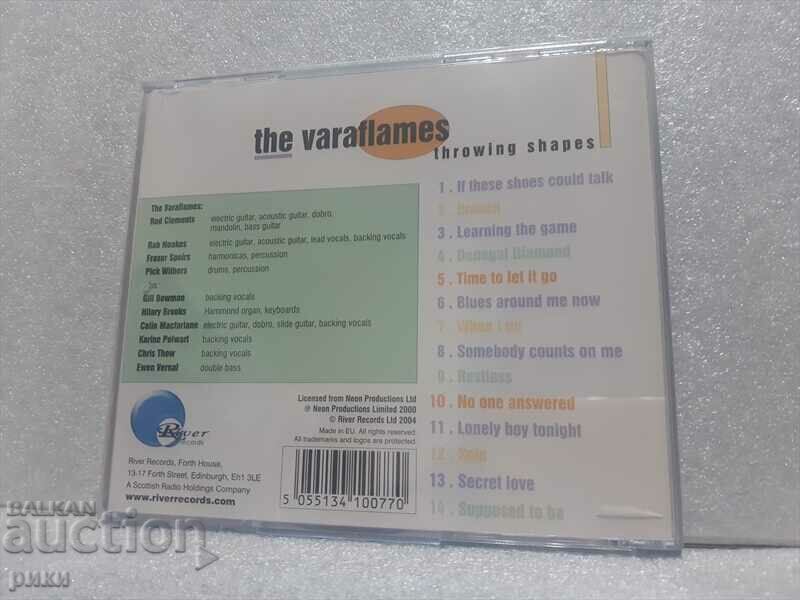 the varaflames
throwing shapes
The Varaflames:
Rod Clements electric guitar, acoustic guitar, dobro,
mandolin, bass guitar
Rab Noakes electric guitar, acoustic guitar, lead vocals, backing vocals
Fraser Speirs harmonicas, percussion
Pick Withers drums, percussion
Gill Bowman backing vocals
Hilary Brooks Hammond organ, keyboards
Colin Macfarlane electric guitar, dobro, slide guitar, backing vocals
Karine Polwart backing vocals
Chris Thow backing vocals
Ewen Vernal double bass
1. If these shoes could talk
2.
3. Learning the game
4. Donegal Diamond
5. Time to let it go
6. Blues around me now
7. When I
8. Somebody counts on me
9. Restless
10. No one answered
11. Lonely boy tonight
12.
13. Secret love
14. Supposed to be
River
Records
River Records, Forth House,
13-17 Forth Street, Edinburgh, Eh1 3LE
A Scottish Radio Holdings Company
www.riverrecords.com
Licensed from Neon Productions Ltd
℗ Neon Productions Limited 2000
© River Records Ltd 2004
Made in EU. All rights reserved.
All trademarks and logos are protected.
5 055134 100770
BALKAN
auction
рики